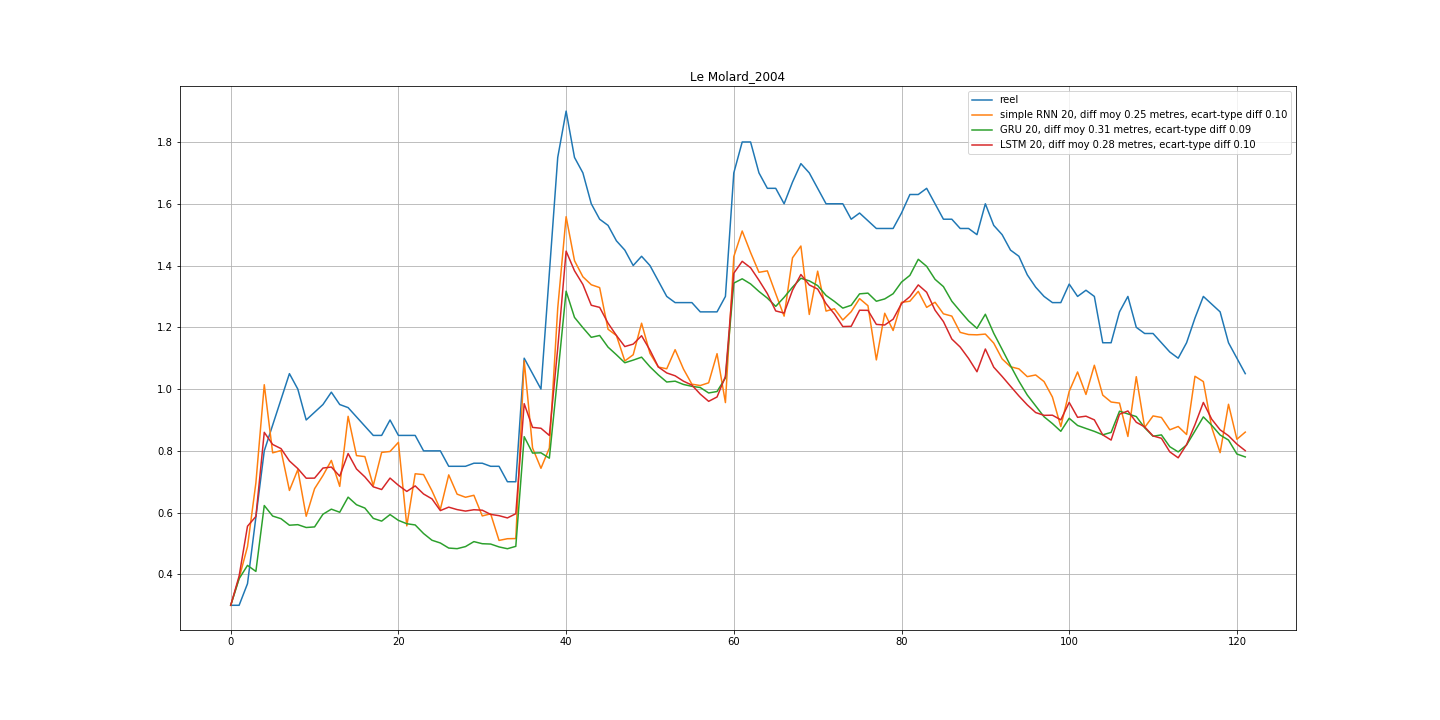 Le Molard_2004
reel
simple RNN 20, diff moy 0.25 metres, ecart-type diff 0.10
GRU 20, diff moy 0.31 metres, ecart-type diff 0.09
LSTM 20, diff moy 0.28 metres, ecart-type diff 0.10
1.8
1.6
1.4
1.2
1.0
0.8
0.6
0.4
0 20 40 60 80 100 120